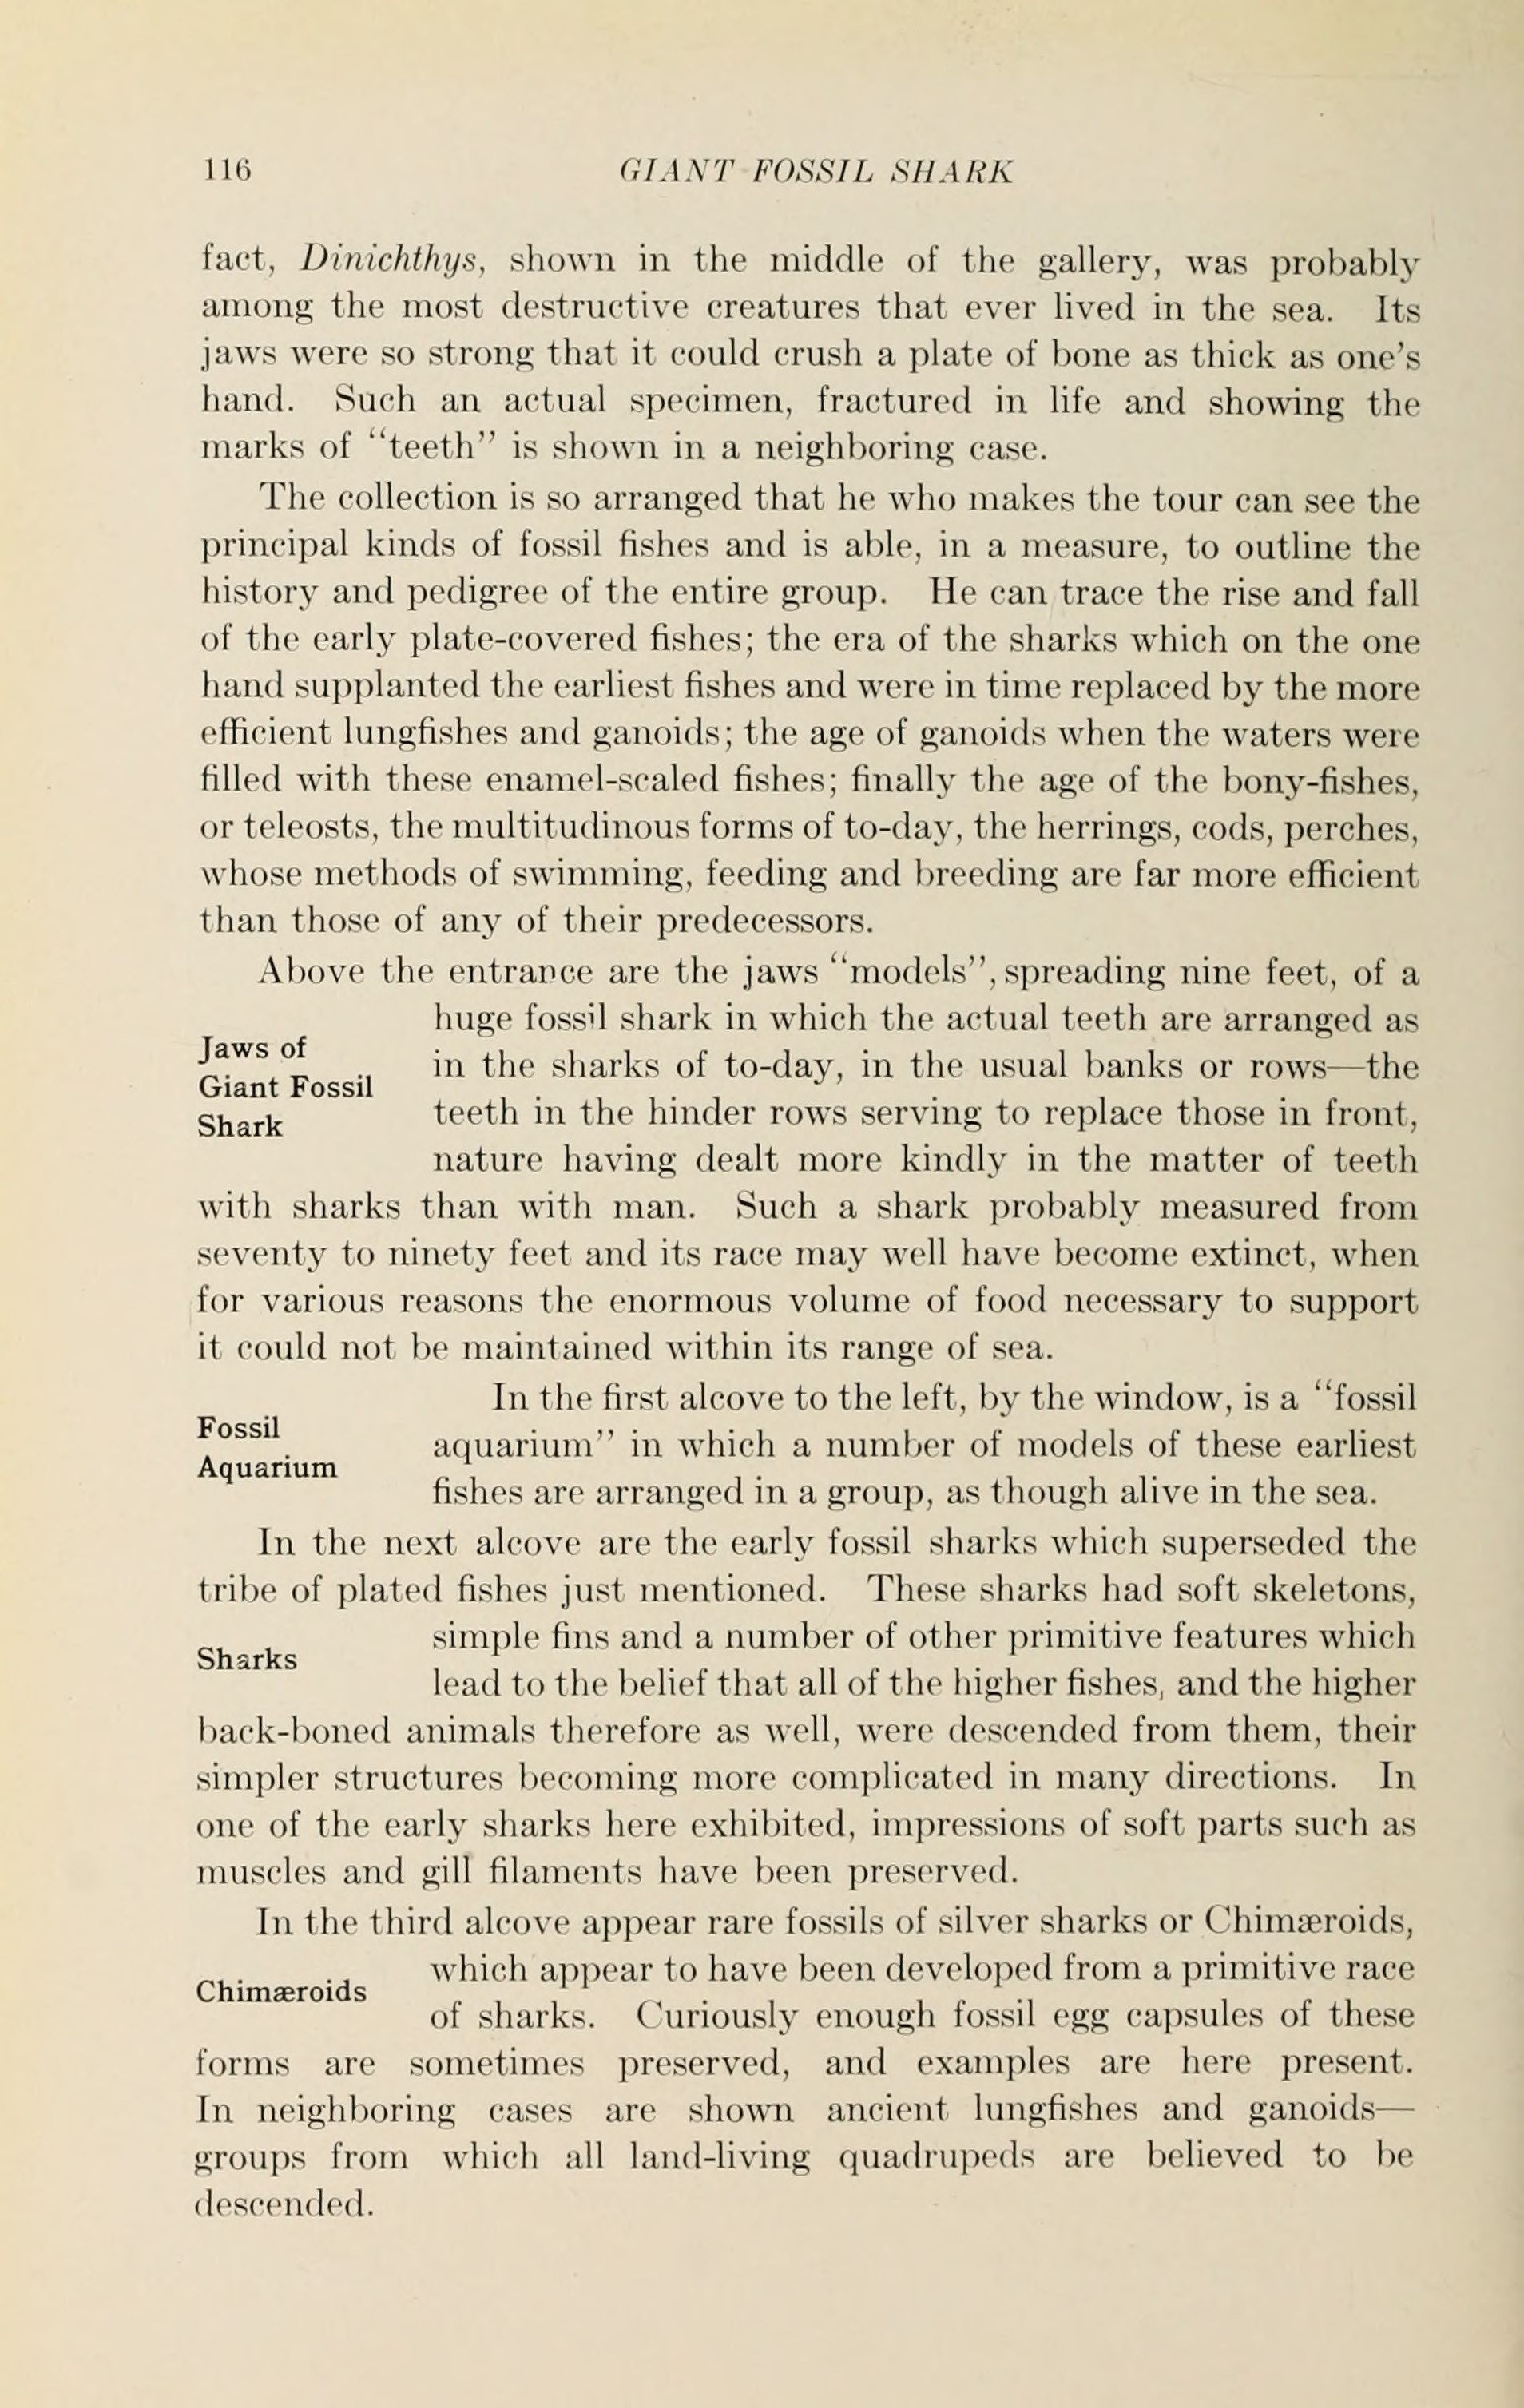 116 GIANT FOSSIL SHARK
fact, Dinichthys, shown in the middle of the gallery, was probably
among the most destructive creatures that ever lived in the sea. Its
jaws were so strong that it could crush a plate of bone as thick as one's
hand. Such an actual specimen, fractured in life and showing the
marks of "teeth" is shown in a neighboring case.
The collection is so arranged that he who makes the tour can see the
principal kinds of fossil fishes and is able, in a measure, to outline the
history and pedigree of the entire group. He can trace the rise and fall
of the early plate-covered fishes; the era of the sharks which on the one
hand supplanted the earliest fishes and were in time replaced by the more
efficient lungfishes and ganoids; the age of ganoids when the waters were
filled with these enamel-scaled fishes; finally the age of the bony-fishes,
or teleosts, the multitudinous forms of to-day, the herrings, cods, perches,
whose methods of swimming, feeding and breeding are far more efficient
than those of any of their predecessors.
Above the entrance are the jaws "models", spreading nine feet, of a
Jaws of
Giant Fossil
Shark
huge fossil shark in which the actual teeth are arranged as
in the sharks of to-day, in the usual banks or rows—the
teeth in the hinder rows serving to replace those in front,
nature having dealt more kindly in the matter of teeth
with sharks than with man. Such a shark probably measured from
seventy to ninety feet and its race may well have become extinct, when
for various reasons the enormous volume of food necessary to support
it could not be maintained within its range of sea.
Fossil
Aquarium
In the first alcove to the left, by the window, is a "fossil
aquarium" in which a number of models of these earliest
fishes are arranged in a group, as though alive in the sea.
In the next alcove are the early fossil sharks which superseded the
tribe of plated fishes just mentioned. These sharks had soft skeletons,
Sharks
simple fins and a number of other primitive features which
lead to the belief that all of the higher fishes, and the higher
back-boned animals therefore as well, were descended from them, their
simpler structures becoming more complicated in many directions. In
one of the early sharks here exhibited, impressions of soft parts such as
muscles and gill filaments have been preserved.
In the third alcove appear rare fossils of silver sharks or Chimæroids,
Chimæroids
which appear to have been developed from a primitive race
of sharks. Curiously enough fossil egg capsules of these
forms are sometimes preserved, and examples are here present.
In neighboring cases are shown ancient lungfishes and ganoids—
groups from which all land-living quadrupeds are believed to be
descended.